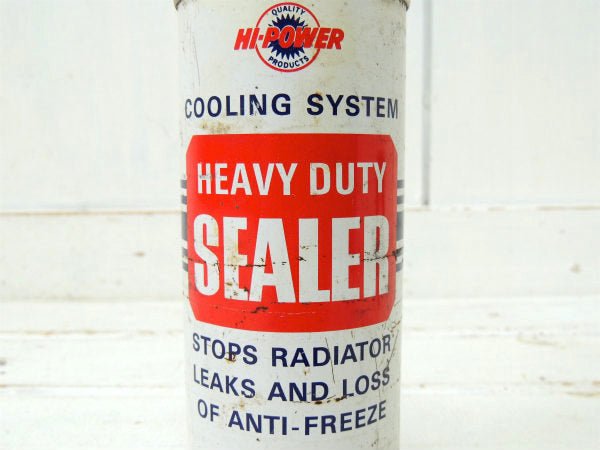 QUALITY
HI-POWER
PRODUCTS
COOLING SYSTEM
HEAVY DUTY
SEALER
STOPS RADIATOR
LEAKS AND LOSS
OF ANTI-FREEZE